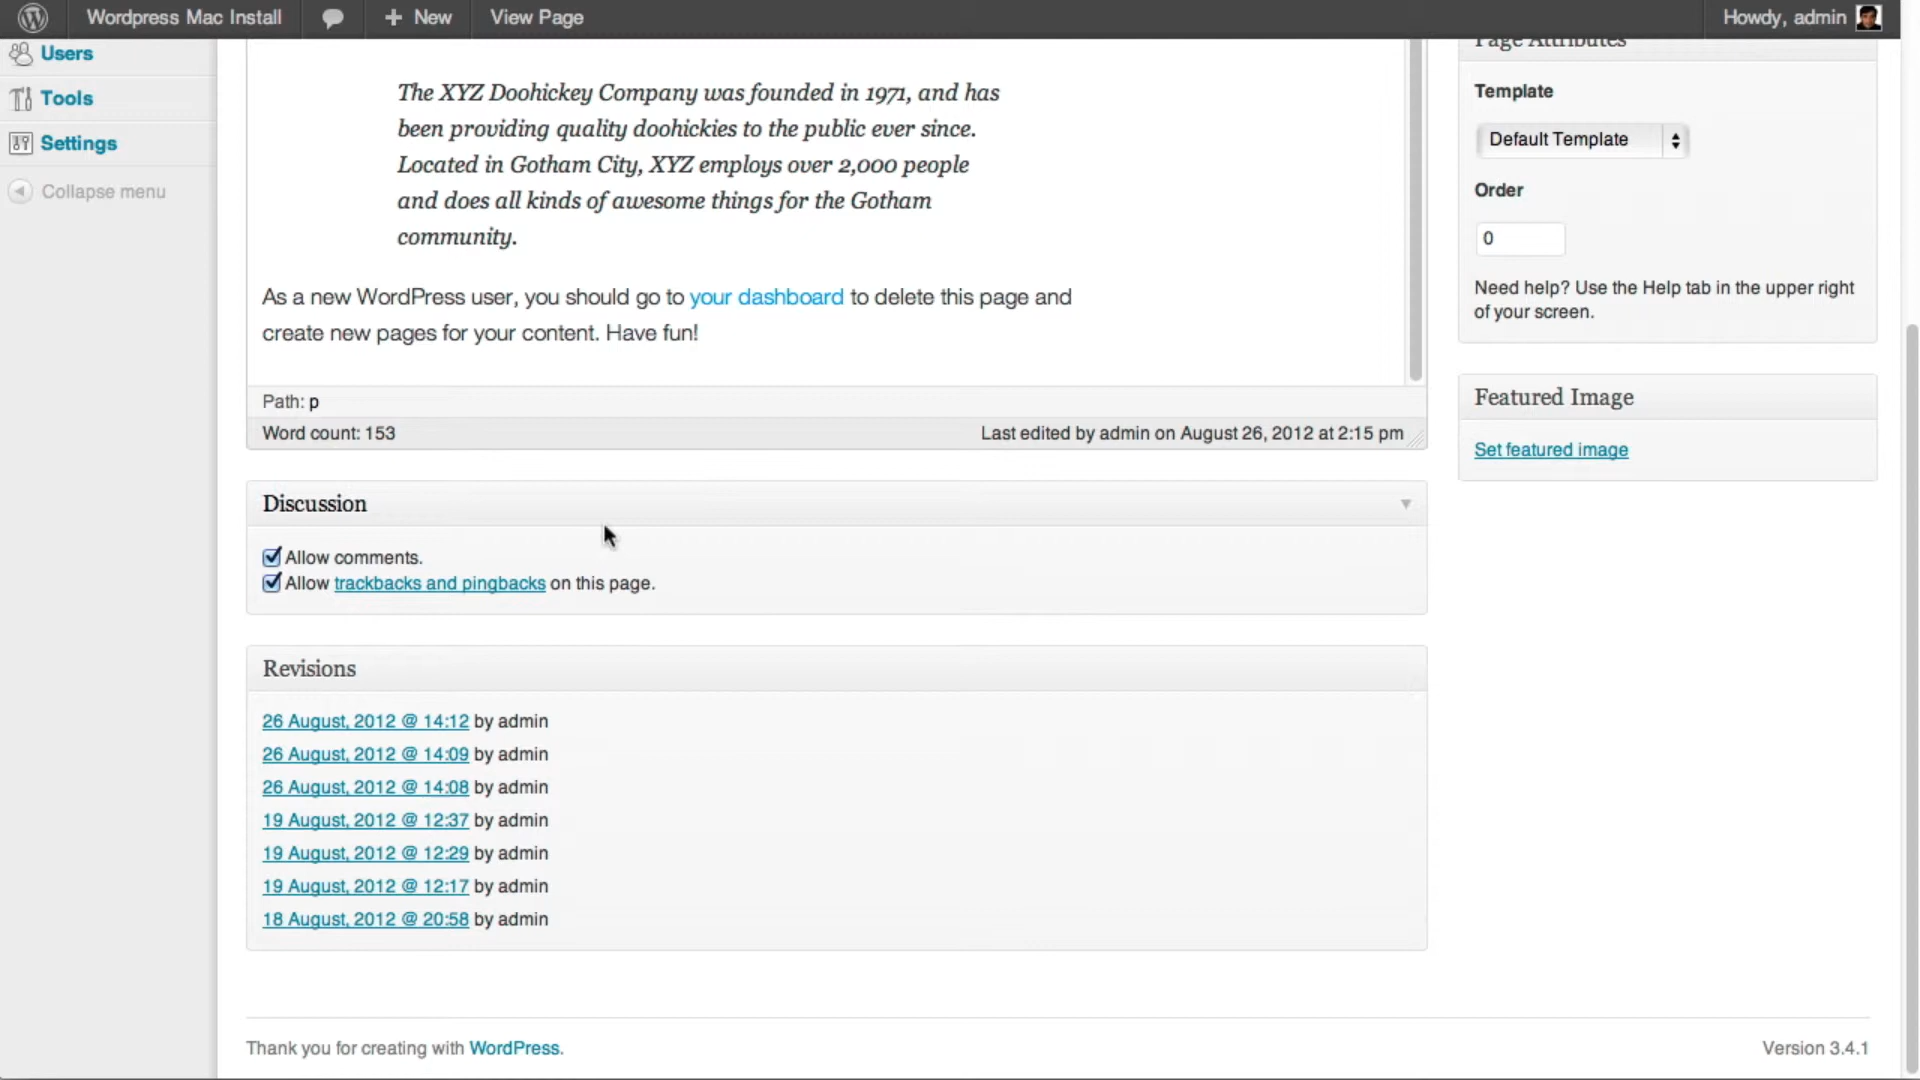 Wordpress Mac Install
New
View Page
Howdy, admin
Users
Tools
Settings
Collapse menu
The XYZ Doohickey Company was founded in 1971, and has
been providing quality doohickies to the public ever since.
Located in Gotham City, XYZ employs over 2,000 people
and does all kinds of awesome things for the Gotham
community.
As a new WordPress user, you should go to your dashboard to delete this page and
create new pages for your content. Have fun!
Path: p
Word count: 153
Last edited by admin on August 26, 2012 at 2:15 pm
Discussion
Allow comments.
Allow trackbacks and pingbacks on this page.
Revisions
26 August, 2012 @ 14:12 by admin
26 August, 2012 @ 14:09 by admin
26 August, 2012 @ 14:08 by admin
19 August, 2012 @ 12:37 by admin
19 August, 2012 @ 12:29 by admin
19 August, 2012 @ 12:17 by admin
18 August, 2012 @ 20:58 by admin
Page Attributes
Template
Default Template
Order
0
Need help? Use the Help tab in the upper right
of your screen.
Featured Image
Set featured image
Thank you for creating with WordPress.
Version 3.4.1